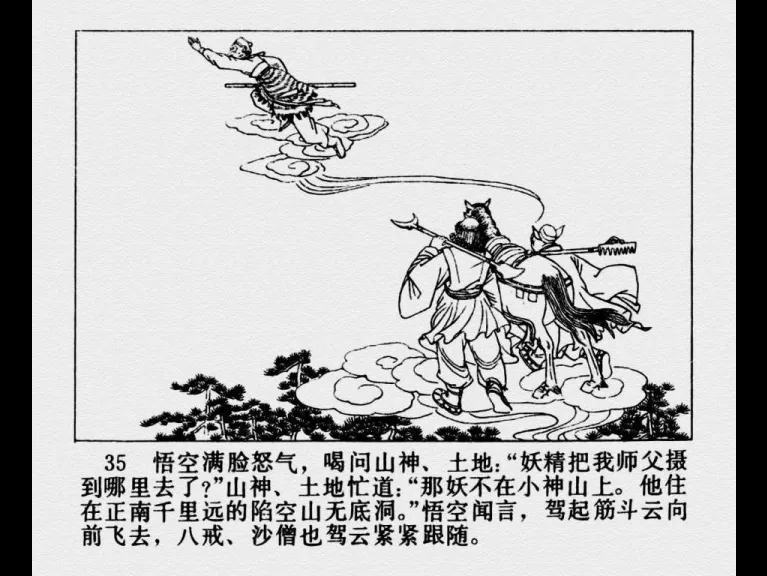 35 悟空满脸怒气，喝问山神、土地：“妖精把我师父摄
到哪里去了？”山神、土地忙道：“那妖不在小神山上。他住
在正南千里远的陷空山无底洞。”悟空闻言，驾起筋斗云向
前飞去，八戒、沙僧也驾云紧紧跟随。